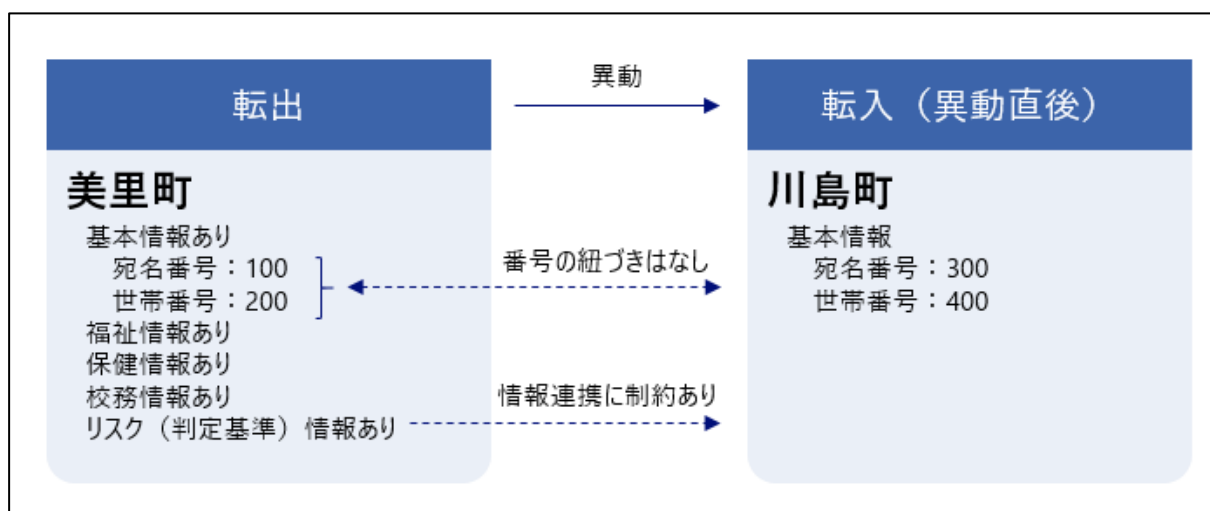 転出
異動
転入（異動直後）
美里町
基本情報あり
宛名番号：100
世帯番号：200
福祉情報あり
保健情報あり
校務情報あり
リスク（判定基準）情報あり
番号の紐づきはなし
情報連携に制約あり
川島町
基本情報
宛名番号：300
世帯番号：400